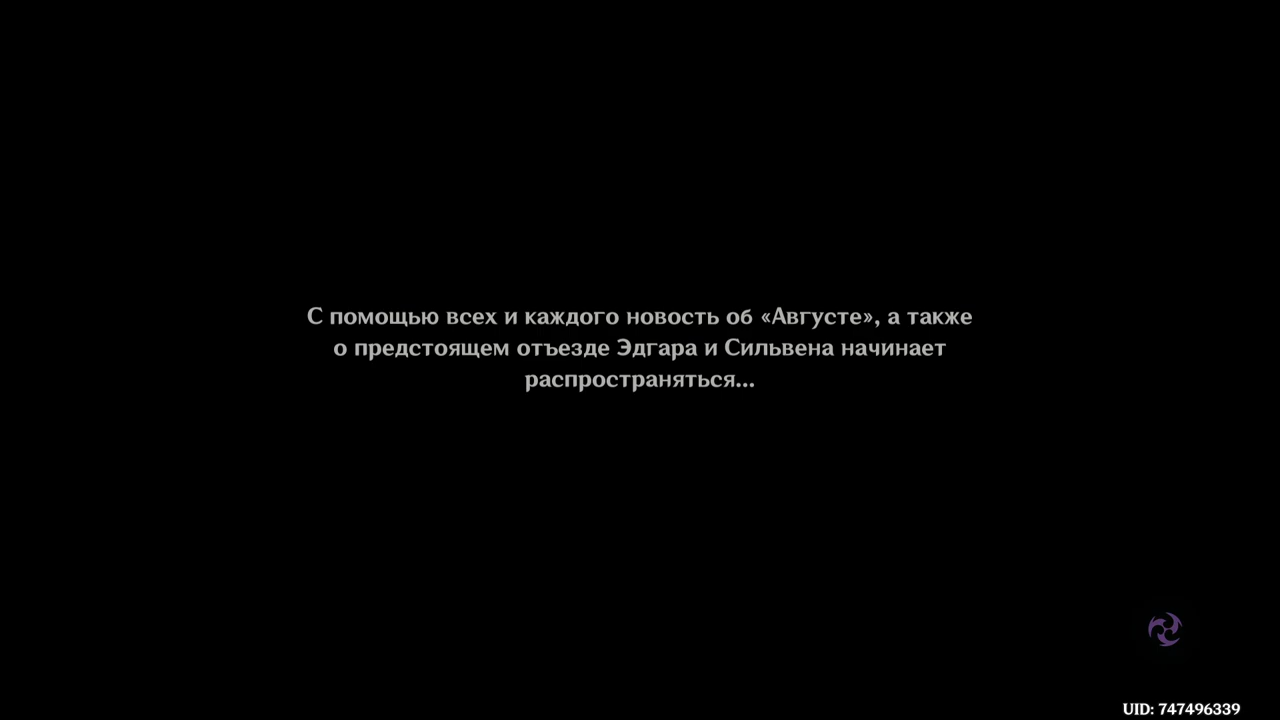 С помощью всех и каждого новость об «Августе», а также
о предстоящем отъезде Эдгара и Сильвена начинает
распространяться...
UID: 747496339